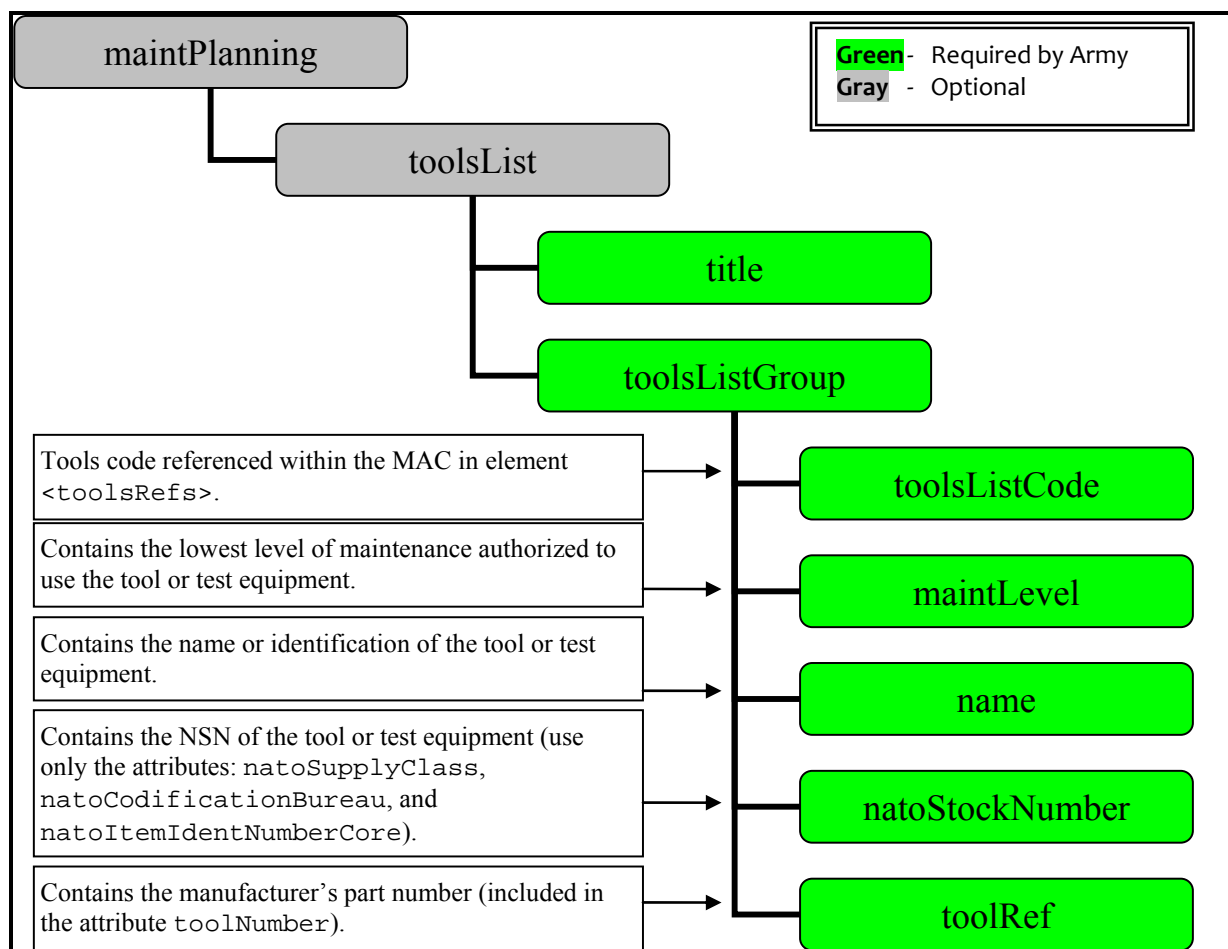 maintPlanning
Green - Required by Army
Gray - Optional
toolsList
title
toolsListGroup
Tools code referenced within the MAC in element
<toolsRefs>.
toolsListCode
Contains the lowest level of maintenance authorized to
use the tool or test equipment.
maintLevel
Contains the name or identification of the tool or test
equipment.
name
Contains the NSN of the tool or test equipment (use
only the attributes: natoSupplyClass,
natoCodificationBureau, and
natoItemIdentNumberCore).
natoStockNumber
Contains the manufacturer’s part number (included in
the attribute toolNumber).
toolRef